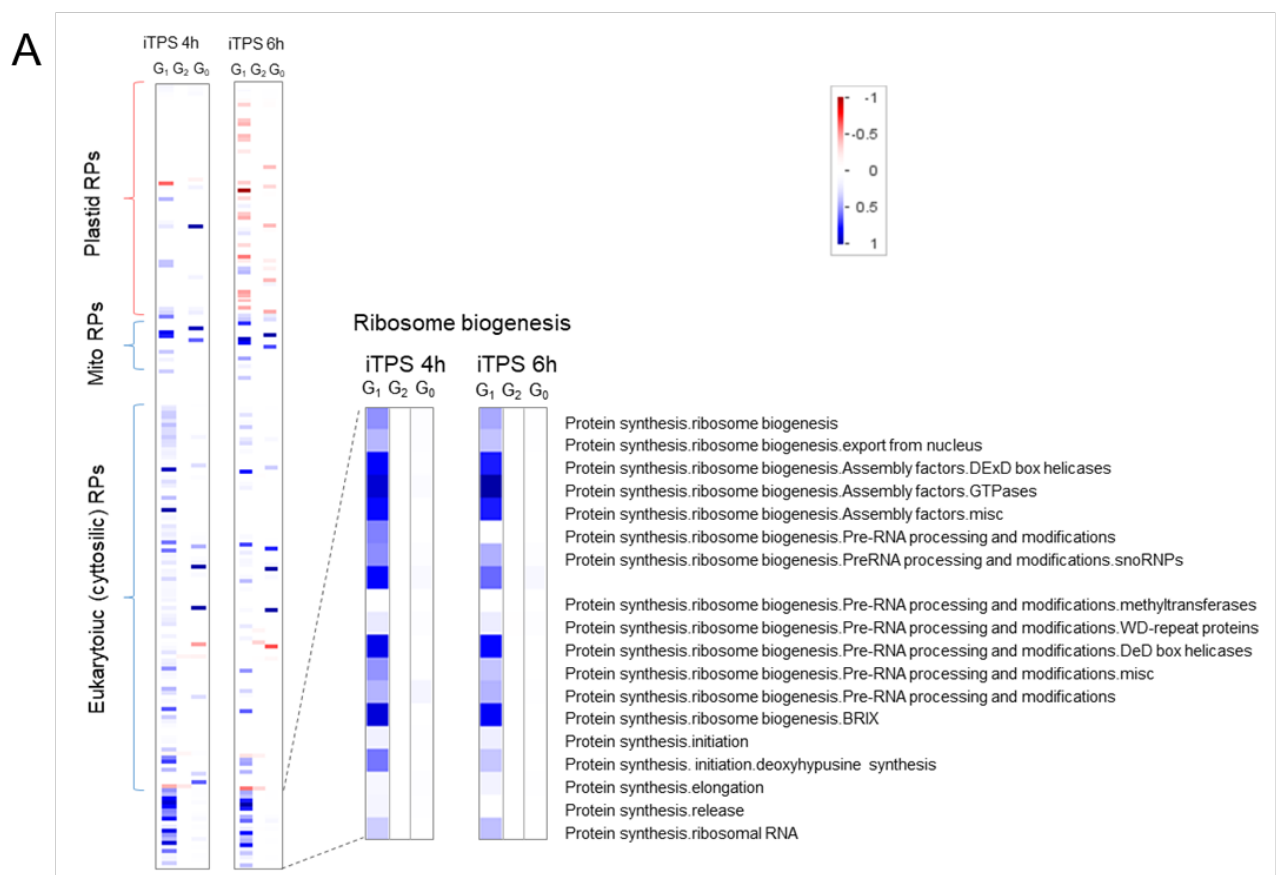 A
iTPS 4h
iTPS 6h
G1 G2 G0
G1 G2 G0
-1
-0.5
0
0.5
1
Plastid RPs
Mito RPs
Eukarytoiuc (cyttosilic) RPs
Ribosome biogenesis
iTPS 4h
iTPS 6h
G1 G2 G0
G1 G2 G0
Protein synthesis.ribosome biogenesis
Protein synthesis.ribosome biogenesis.export from nucleus
Protein synthesis.ribosome biogenesis.Assembly factors.DExD box helicases
Protein synthesis.ribosome biogenesis.Assembly factors.GTPases
Protein synthesis.ribosome biogenesis.Assembly factors.misc
Protein synthesis.ribosome biogenesis.Pre-RNA processing and modifications
Protein synthesis.ribosome biogenesis.PreRNA processing and modifications.snoRNPs
Protein synthesis.ribosome biogenesis.Pre-RNA processing and modifications.methyltransferases
Protein synthesis.ribosome biogenesis.Pre-RNA processing and modifications.WD-repeat proteins
Protein synthesis.ribosome biogenesis.Pre-RNA processing and modifications.DeD box helicases
Protein synthesis.ribosome biogenesis.Pre-RNA processing and modifications.misc
Protein synthesis.ribosome biogenesis.Pre-RNA processing and modifications
Protein synthesis.ribosome biogenesis.BRIX
Protein synthesis.initiation
Protein synthesis. initiation.deoxyhypusine synthesis
Protein synthesis.elongation
Protein synthesis.release
Protein synthesis.ribosomal RNA